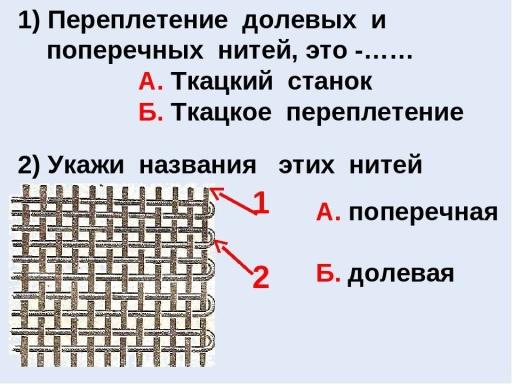 1) Переплетение долевых и
поперечных нитей, это -……
А. Ткацкий станок
Б. Ткацкое переплетение
2) Укажи названия этих нитей
1
А. поперечная
2
Б. долевая